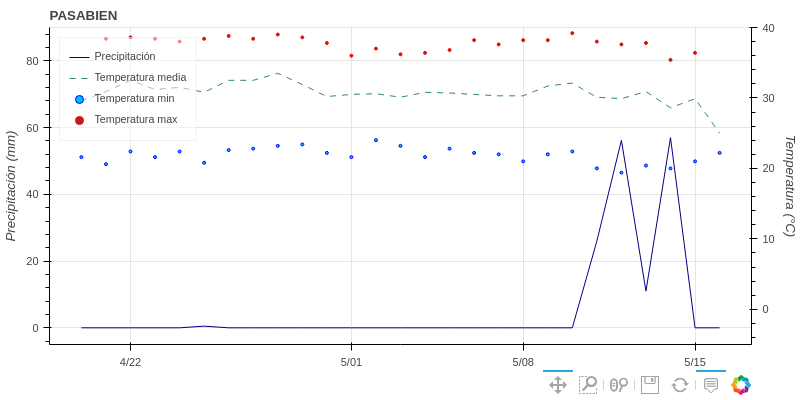 PASABIEN
Precipitación
Temperatura media
Temperatura min
Temperatura max
Precipitación (mm)
80
60
40
20
0
Temperatura (°C)
40
30
20
10
0
4/22
5/01
5/08
5/15